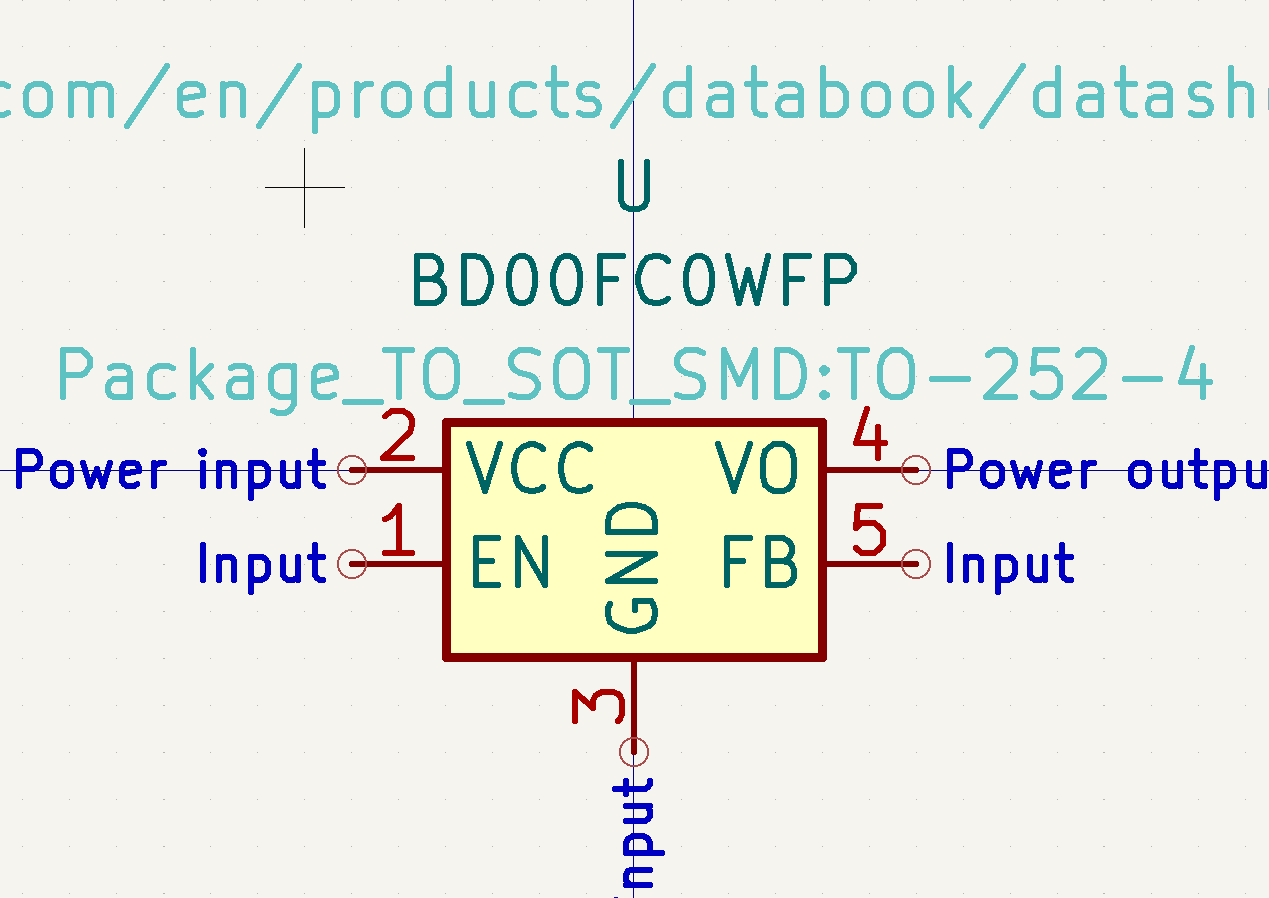 com/en/products/databook/datash
U
BD00FC0WFP
Package_TO_SOT_SMD:TO-252-4
Power input 2 VCC VO 4 Power outpu
Input 1 EN FB 5 Input
GND
3
nput